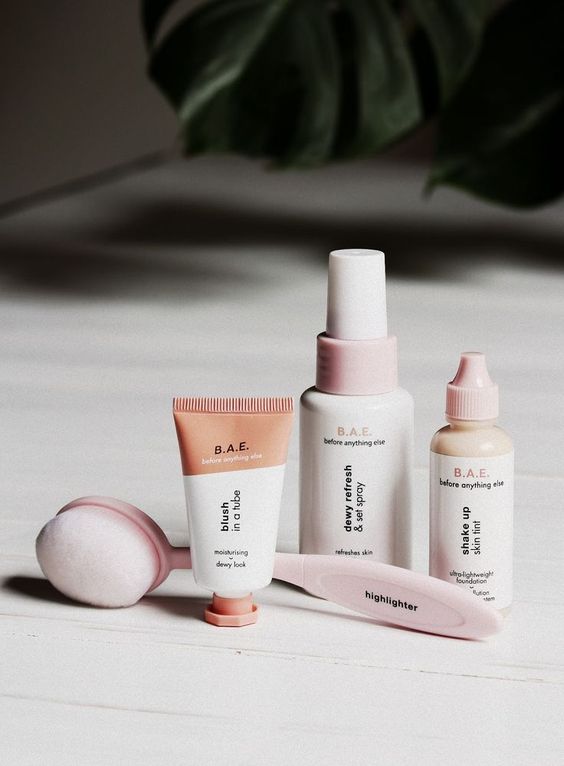 B.A.E.
before anything else
blush
in a tube
moisturising
dewy look
B.A.E.
before anything else
dewy refresh
& set spray
refreshes skin
B.A.E.
before anything else
shake up
skin tint
ultra-lightweight
foundation
highlighter